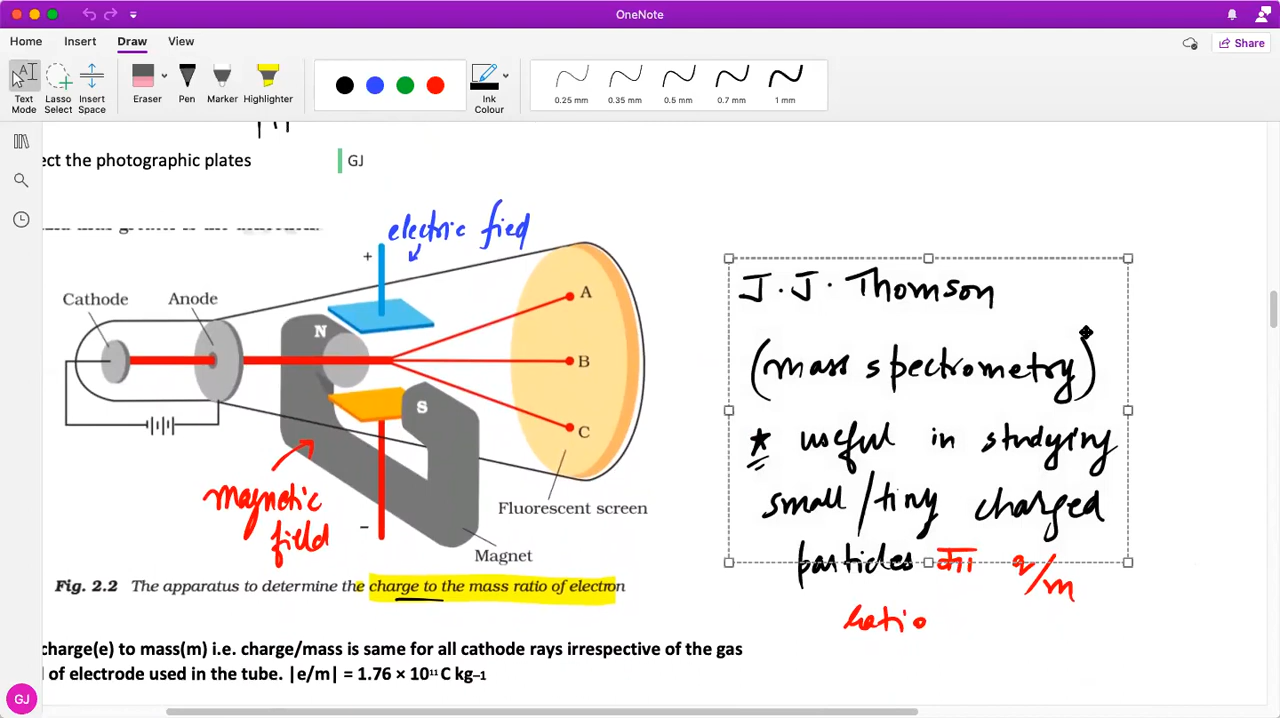 OneNote
Home Insert Draw View
Share
Text Mode
Lasso Select
Insert Space
Eraser
Pen
Marker
Highlighter
Ink Colour
0.25 mm 0.35 mm 0.5 mm 0.7 mm 1 mm
ect the photographic plates
GJ
electric fied
+
Cathode
Anode
N
S
A
B
C
J.J. Thomson
(mass spectrometry)
* useful in studying
small/tiny charged
particles का q/m
ratio
magnetic
field
−
Fluorescent screen
Magnet
Fig. 2.2 The apparatus to determine the charge to the mass ratio of electron
charge(e) to mass(m) i.e. charge/mass is same for all cathode rays irrespective of the gas
d of electrode used in the tube. |e/m| = 1.76 × 10¹¹ C kg–1
GJ